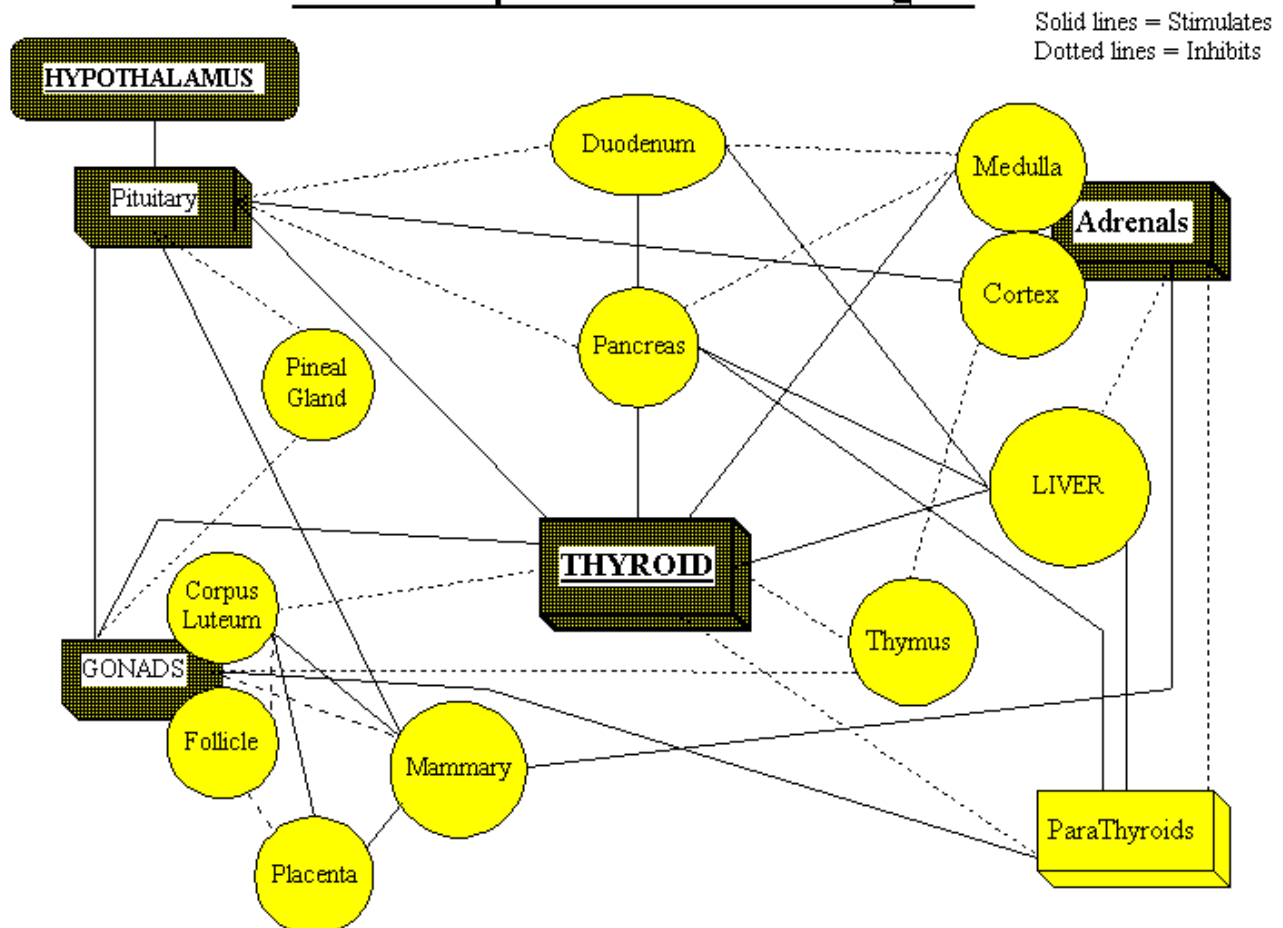 Solid lines = Stimulates
Dotted lines = Inhibits
HYPOTHALAMUS
Duodenum
Medulla
Pituitary
Adrenals
Cortex
Pancreas
Pineal
Gland
LIVER
THYROID
Corpus
Luteum
Thymus
GONADS
Follicle
Mammary
ParaThyroids
Placenta